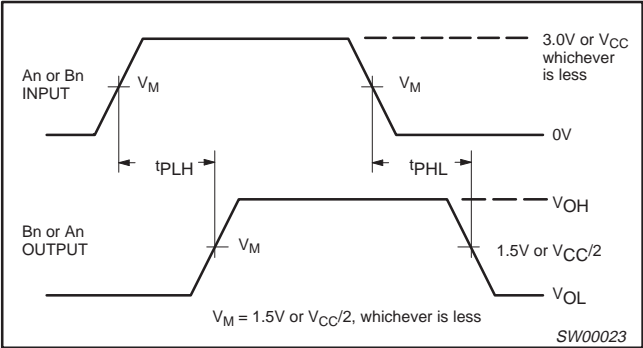 3.0V or VCC
whichever
is less
An or Bn
INPUT
VM
VM
0V
tPLH
tPHL
VOH
Bn or An
OUTPUT
VM
1.5V or VCC/2
VOL
VM = 1.5V or VCC/2, whichever is less
SW00023